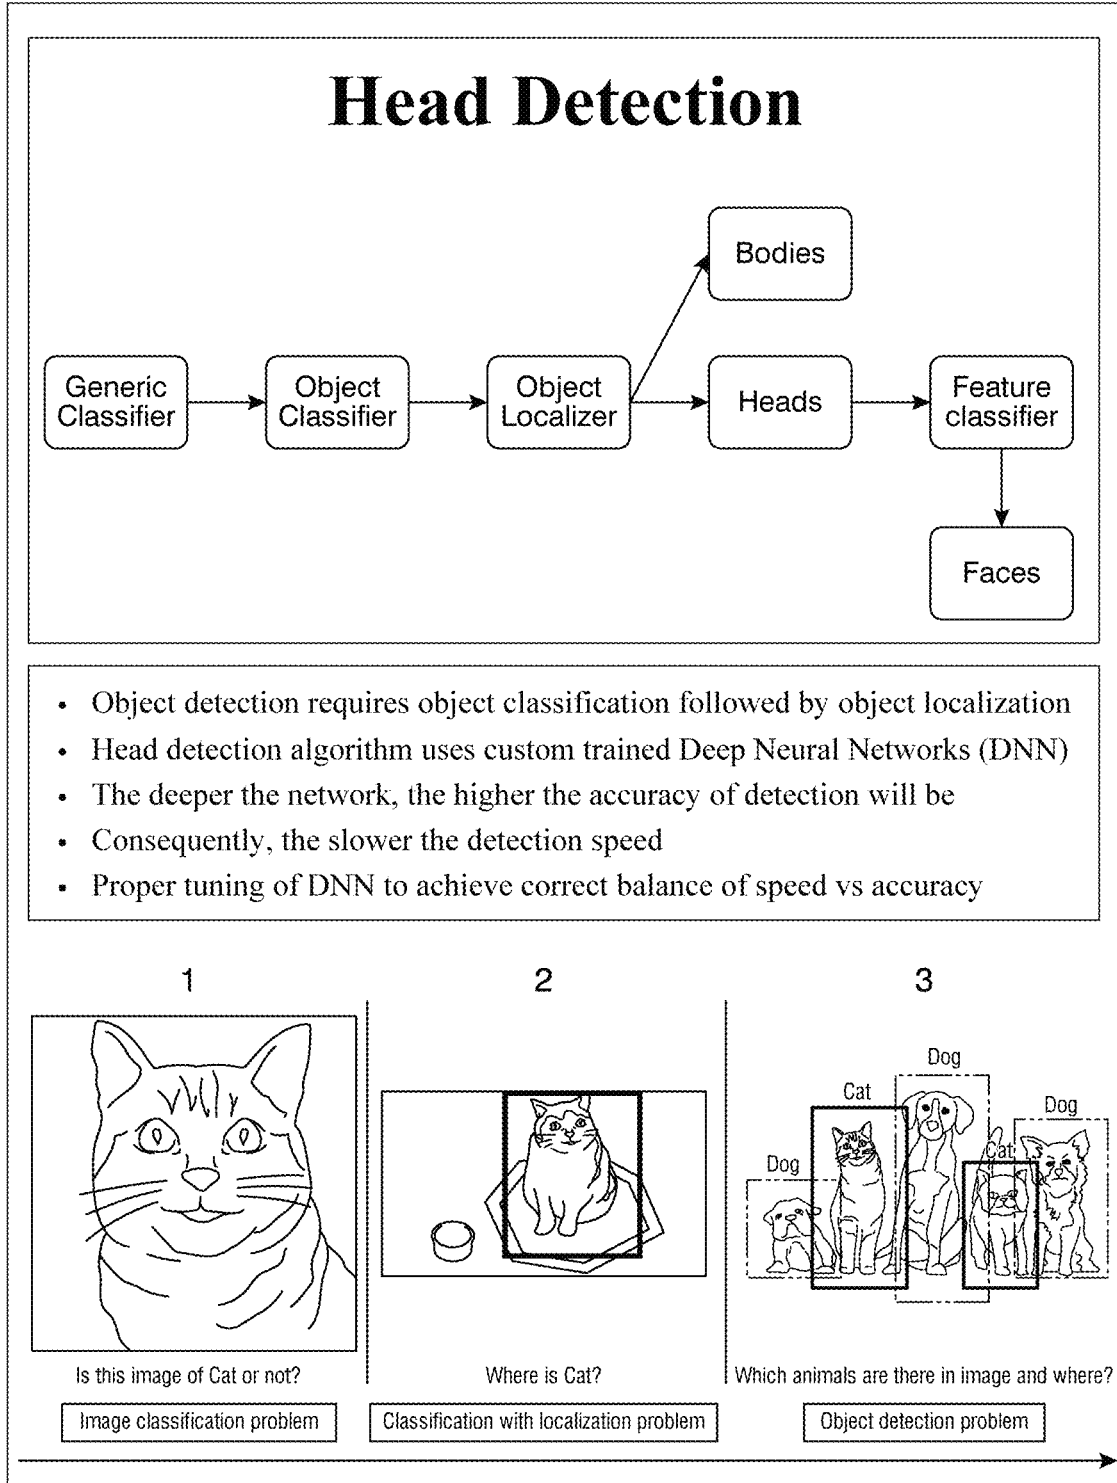 Head Detection
Bodies
Generic
Classifier
Object
Classifier
Object
Localizer
Heads
Feature
classifier
Faces
• Object detection requires object classification followed by object localization
• Head detection algorithm uses custom trained Deep Neural Networks (DNN)
• The deeper the network, the higher the accuracy of detection will be
• Consequently, the slower the detection speed
• Proper tuning of DNN to achieve correct balance of speed vs accuracy
1
2
3
Dog
Cat
Dog
Cat
Dog
Is this image of Cat or not?
Where is Cat?
Which animals are there in image and where?
Image classification problem
Classification with localization problem
Object detection problem